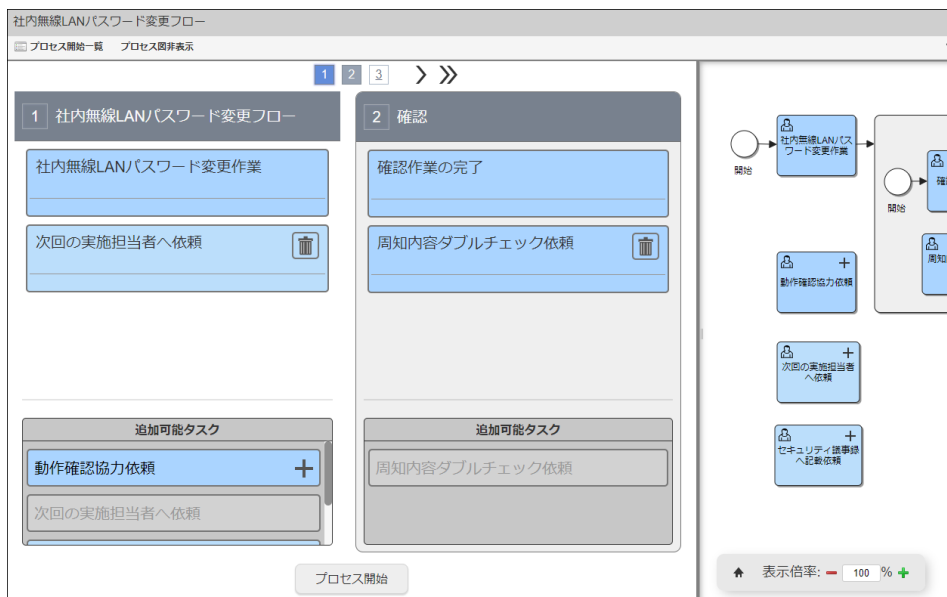 社内無線LANパスワード変更フロー
プロセス開始一覧 プロセス図非表示
1 2 3
1 社内無線LANパスワード変更フロー
社内無線LANパスワード変更作業
次回の実施担当者へ依頼
追加可能タスク
動作確認協力依頼
次回の実施担当者へ依頼
2 確認
確認作業の完了
周知内容ダブルチェック依頼
追加可能タスク
周知内容ダブルチェック依頼
プロセス開始
開始
社内無線LANパス
ワード変更作業
開始
確
周知
動作確認協力依頼
次回の実施担当者
へ依頼
セキュリティ議事録
へ記載依頼
表示倍率: 100 %